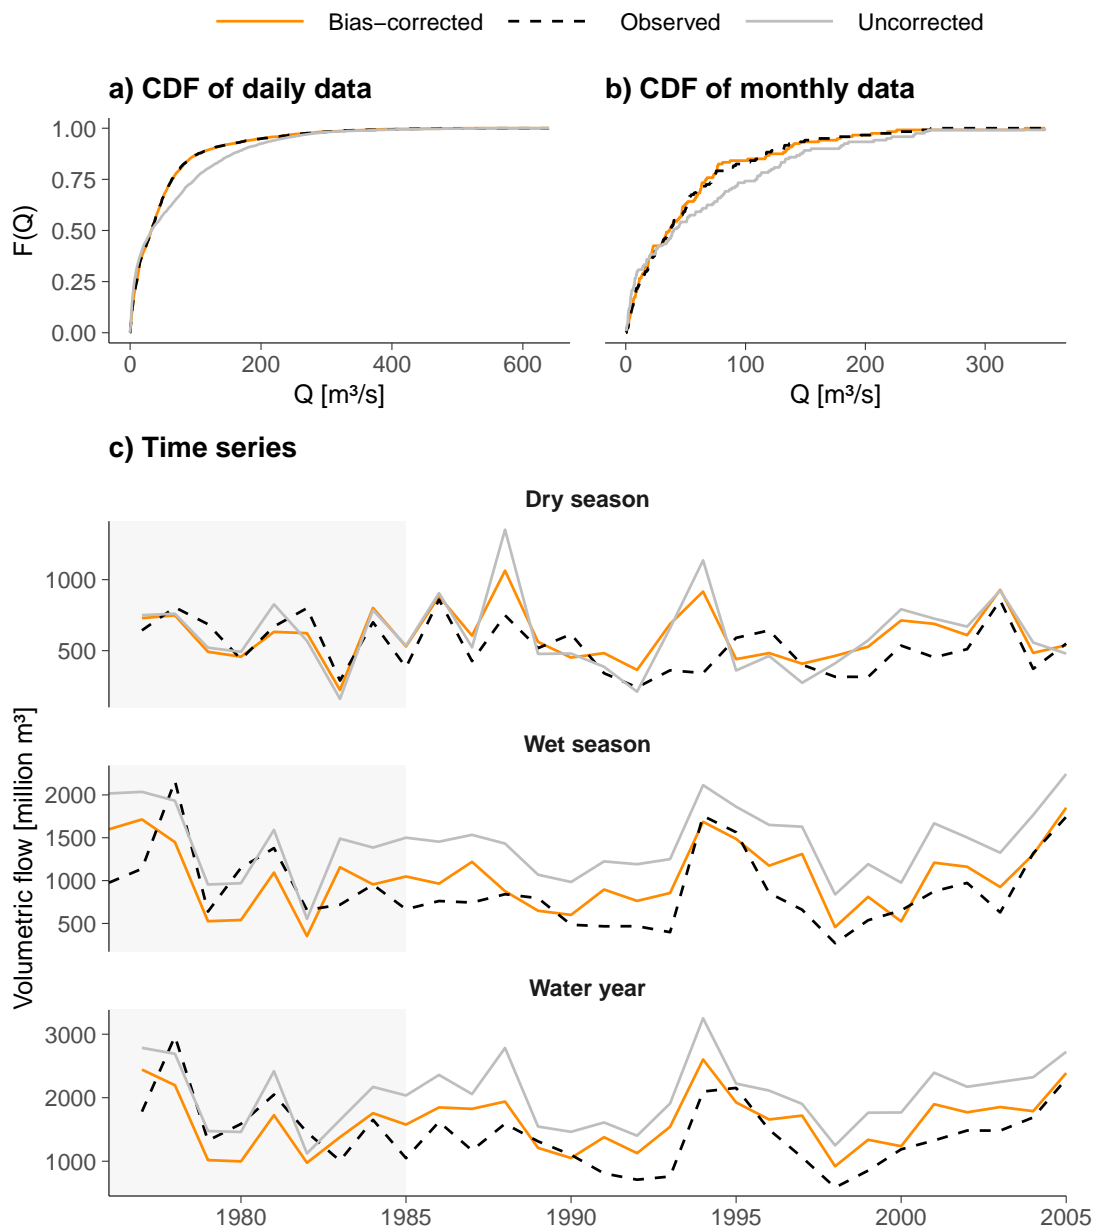 Bias−corrected Observed Uncorrected
a) CDF of daily data
b) CDF of monthly data
F(Q)
1.00
0.75
0.50
0.25
0.00
0 200 400 600
Q [m³/s]
0 100 200 300
Q [m³/s]
c) Time series
Volumetric flow [million m³]
Dry season
1000
500
Wet season
2000
1500
1000
500
Water year
3000
2000
1000
1980 1985 1990 1995 2000 2005